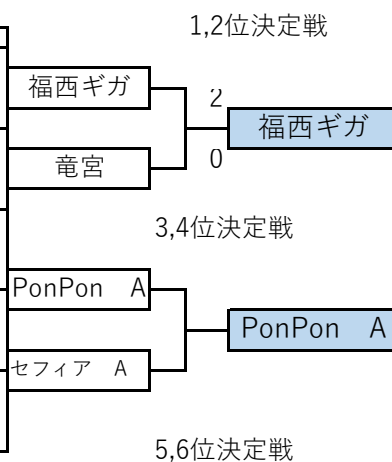 1,2位決定戦
福西ギガ
2
福西ギガ
竜宮
0
3,4位決定戦
PonPon　A
PonPon　A
セフィア　A
5,6位決定戦